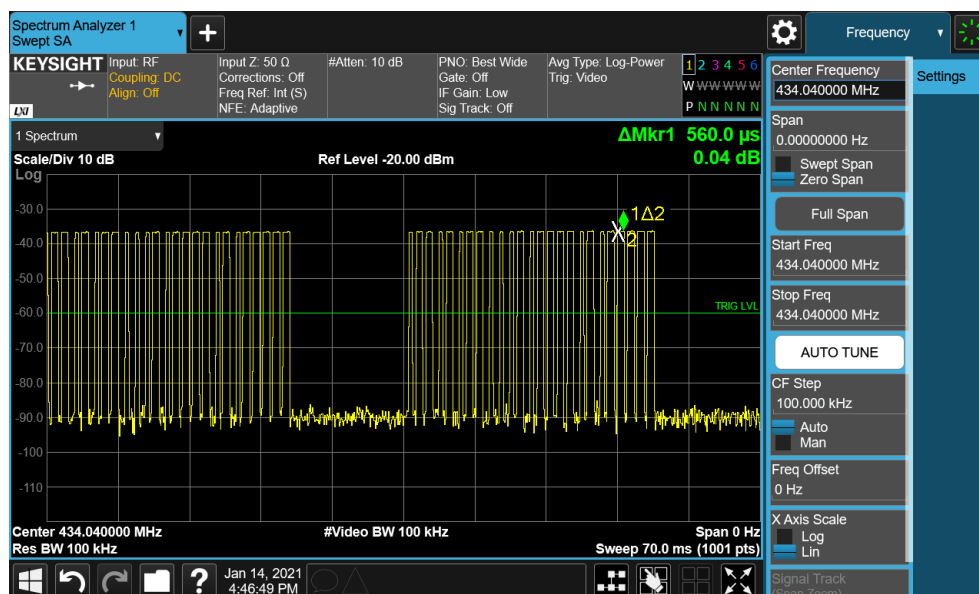 Spectrum Analyzer 1
Swept SA
Frequency
KEYSIGHT
LXI
Input: RF
Coupling: DC
Align: Off
Input Z: 50 Ω
Corrections: Off
Freq Ref: Int (S)
NFE: Adaptive
#Atten: 10 dB
PNO: Best Wide
Gate: Off
IF Gain: Low
Sig Track: Off
Avg Type: Log-Power
Trig: Video
1 2 3 4 5 6
W W W W W W
P N N N N N
1 Spectrum
ΔMkr1 560.0 µs
0.04 dB
Scale/Div 10 dB
Ref Level -20.00 dBm
Log
-30.0
-40.0
-50.0
-60.0
-70.0
-80.0
-90.0
-100
-110
1Δ2
X2
TRIG LVL
Center 434.040000 MHz
#Video BW 100 kHz
Span 0 Hz
Res BW 100 kHz
Sweep 70.0 ms (1001 pts)
Jan 14, 2021
4:46:49 PM
Center Frequency
434.040000 MHz
Settings
Span
0.00000000 Hz
Swept Span
Zero Span
Full Span
Start Freq
434.040000 MHz
Stop Freq
434.040000 MHz
AUTO TUNE
CF Step
100.000 kHz
Auto
Man
Freq Offset
0 Hz
X Axis Scale
Log
Lin
Signal Track
(Span Zoom)